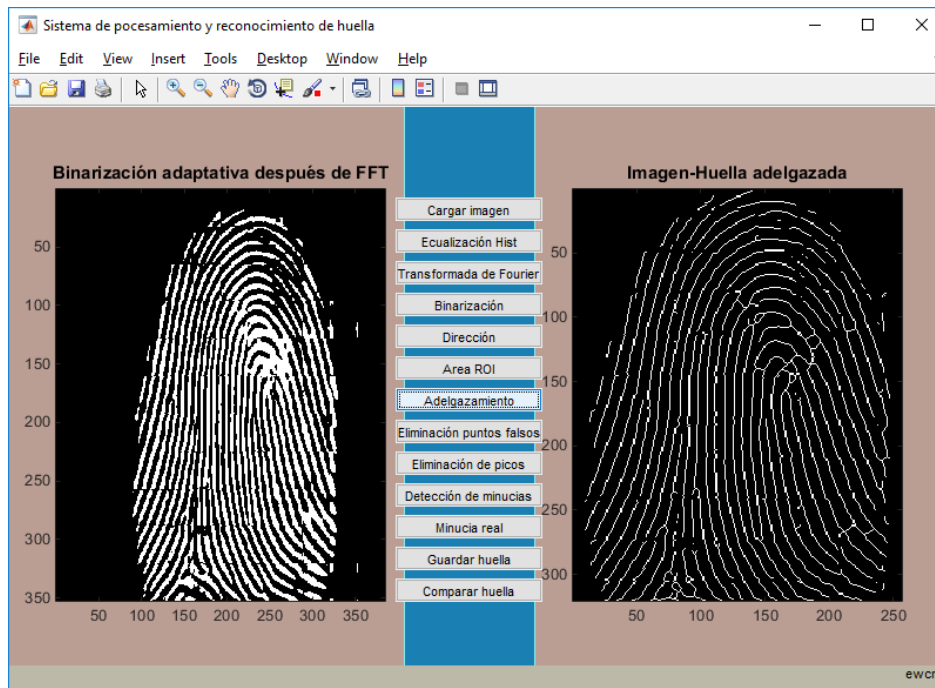 Sistema de pocesamiento y reconocimiento de huella
File Edit View Insert Tools Desktop Window Help
Binarización adaptativa después de FFT
50
100
150
200
250
300
350
50 100 150 200 250 300 350
Cargar imagen
Ecualización Hist
Transformada de Fourier
Binarización
Dirección
Area ROI
Adelgazamiento
Eliminación puntos falsos
Eliminación de picos
Detección de minucias
Minucia real
Guardar huella
Comparar huella
Imagen-Huella adelgazada
50
100
150
200
250
300
50 100 150 200 250
ewcr